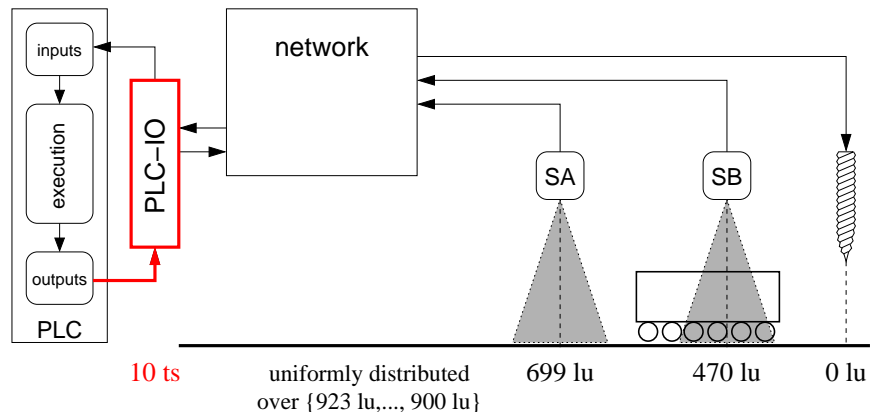 inputs
execution
outputs
PLC
PLC–IO
network
SA
SB
10 ts
uniformly distributed
over {923 lu,..., 900 lu}
699 lu
470 lu
0 lu